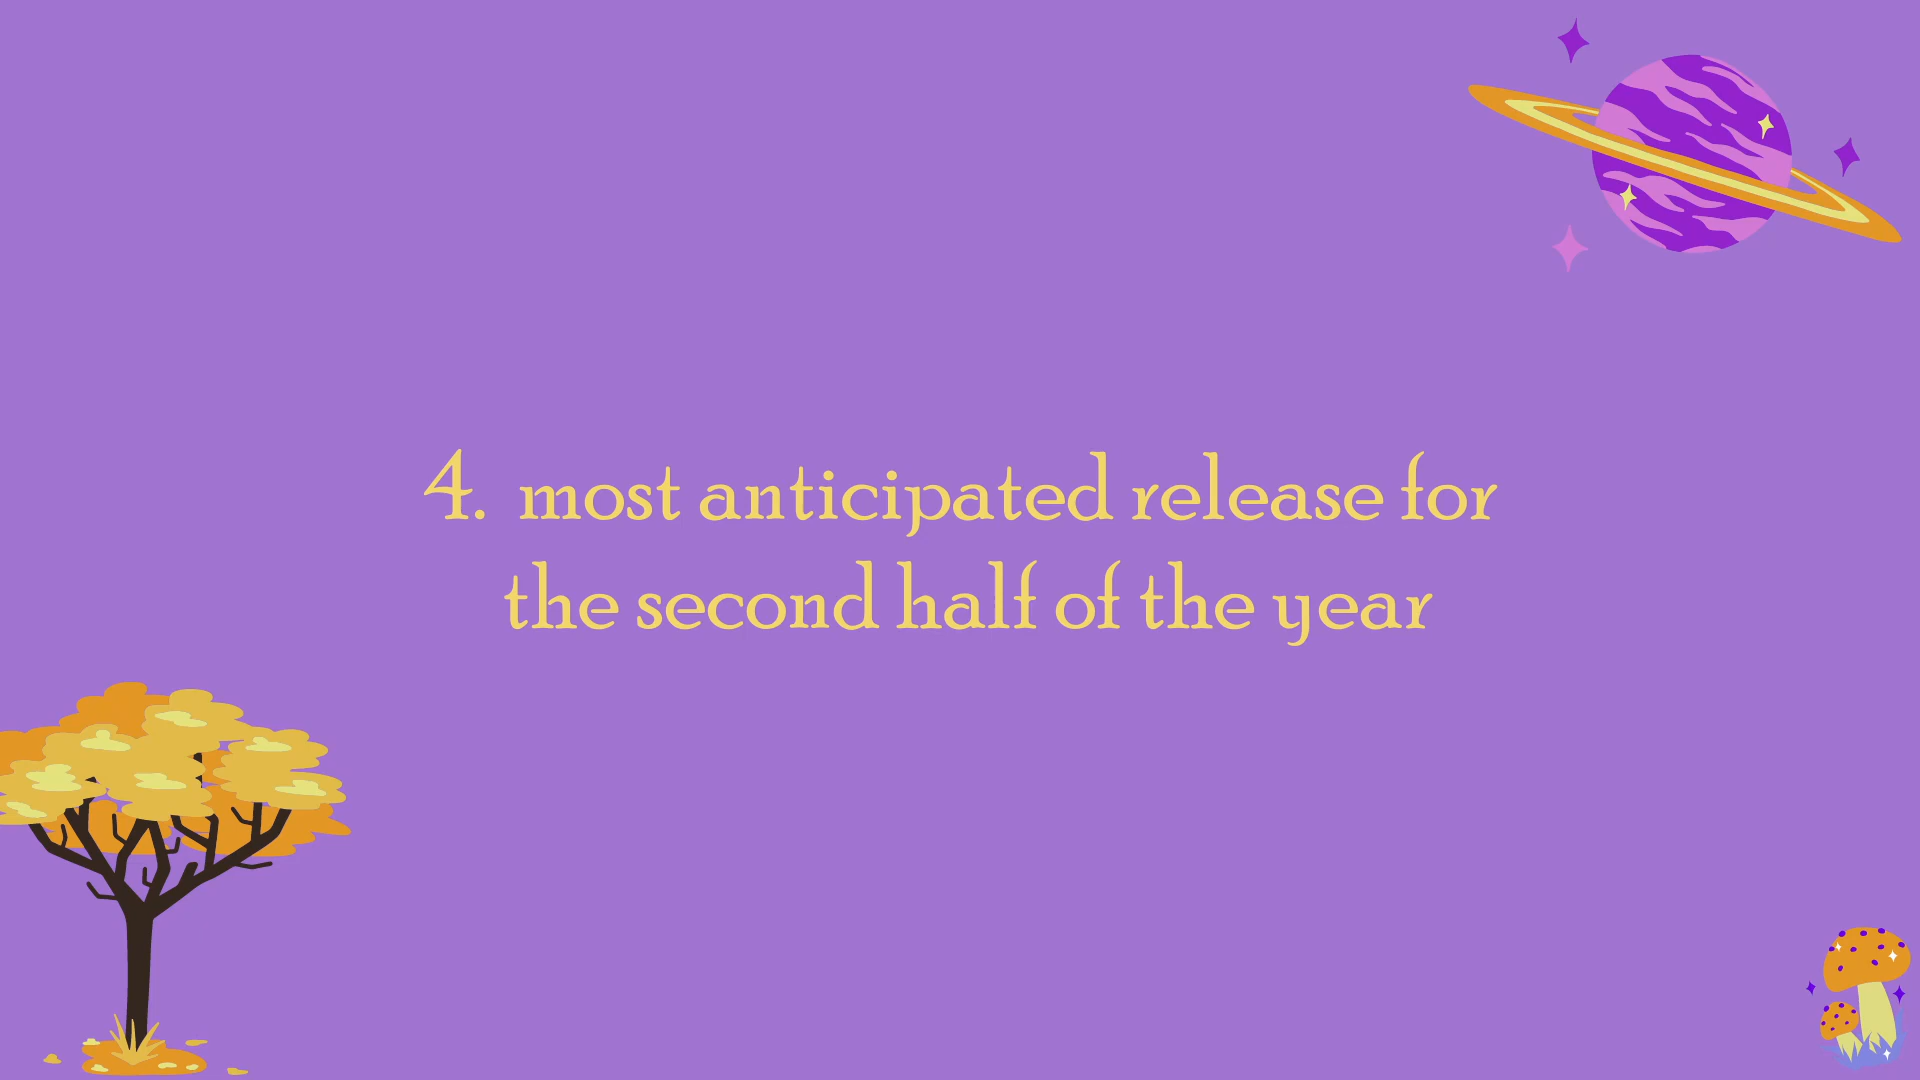 4. most anticipated release for
the second half of the year